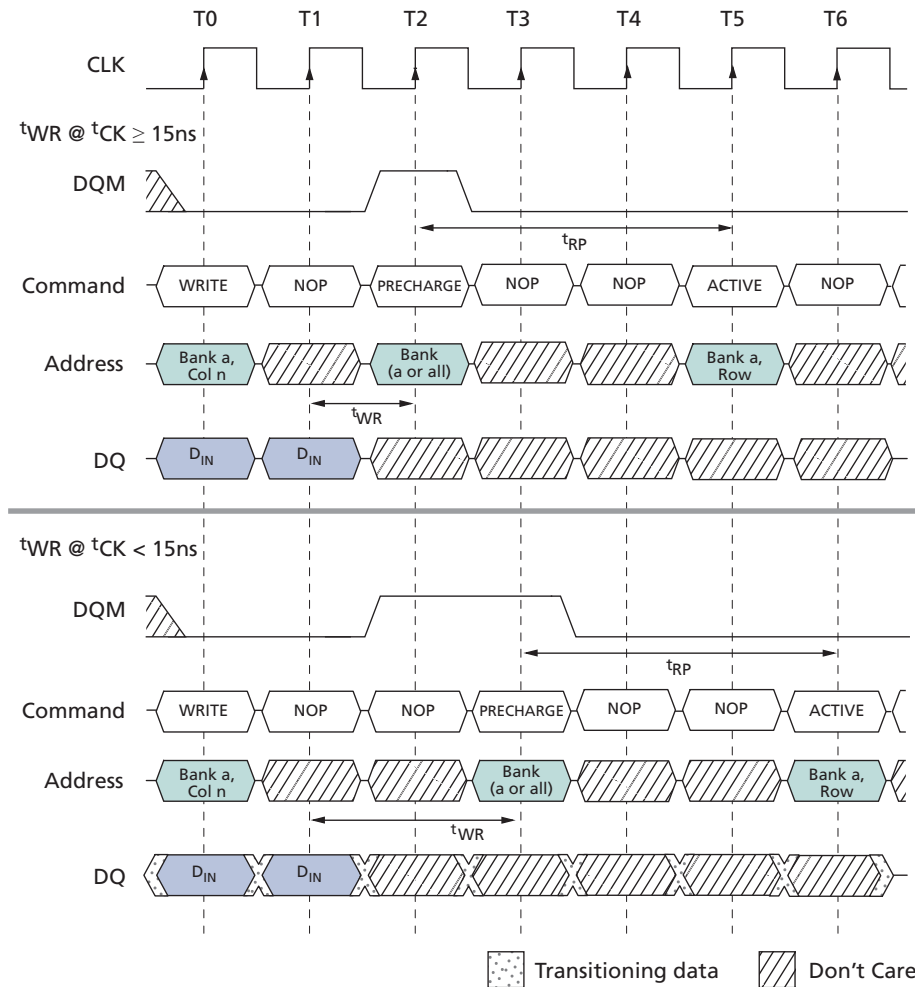 T0 T1 T2 T3 T4 T5 T6
CLK
tWR @ tCK ≥ 15ns
DQM
tRP
Command WRITE NOP PRECHARGE NOP NOP ACTIVE NOP
Address Bank a, Col n Bank (a or all) Bank a, Row
tWR
DQ DIN DIN
tWR @ tCK < 15ns
DQM
tRP
Command WRITE NOP NOP PRECHARGE NOP NOP ACTIVE
Address Bank a, Col n Bank (a or all) Bank a, Row
tWR
DQ DIN DIN
Transitioning data Don't Care